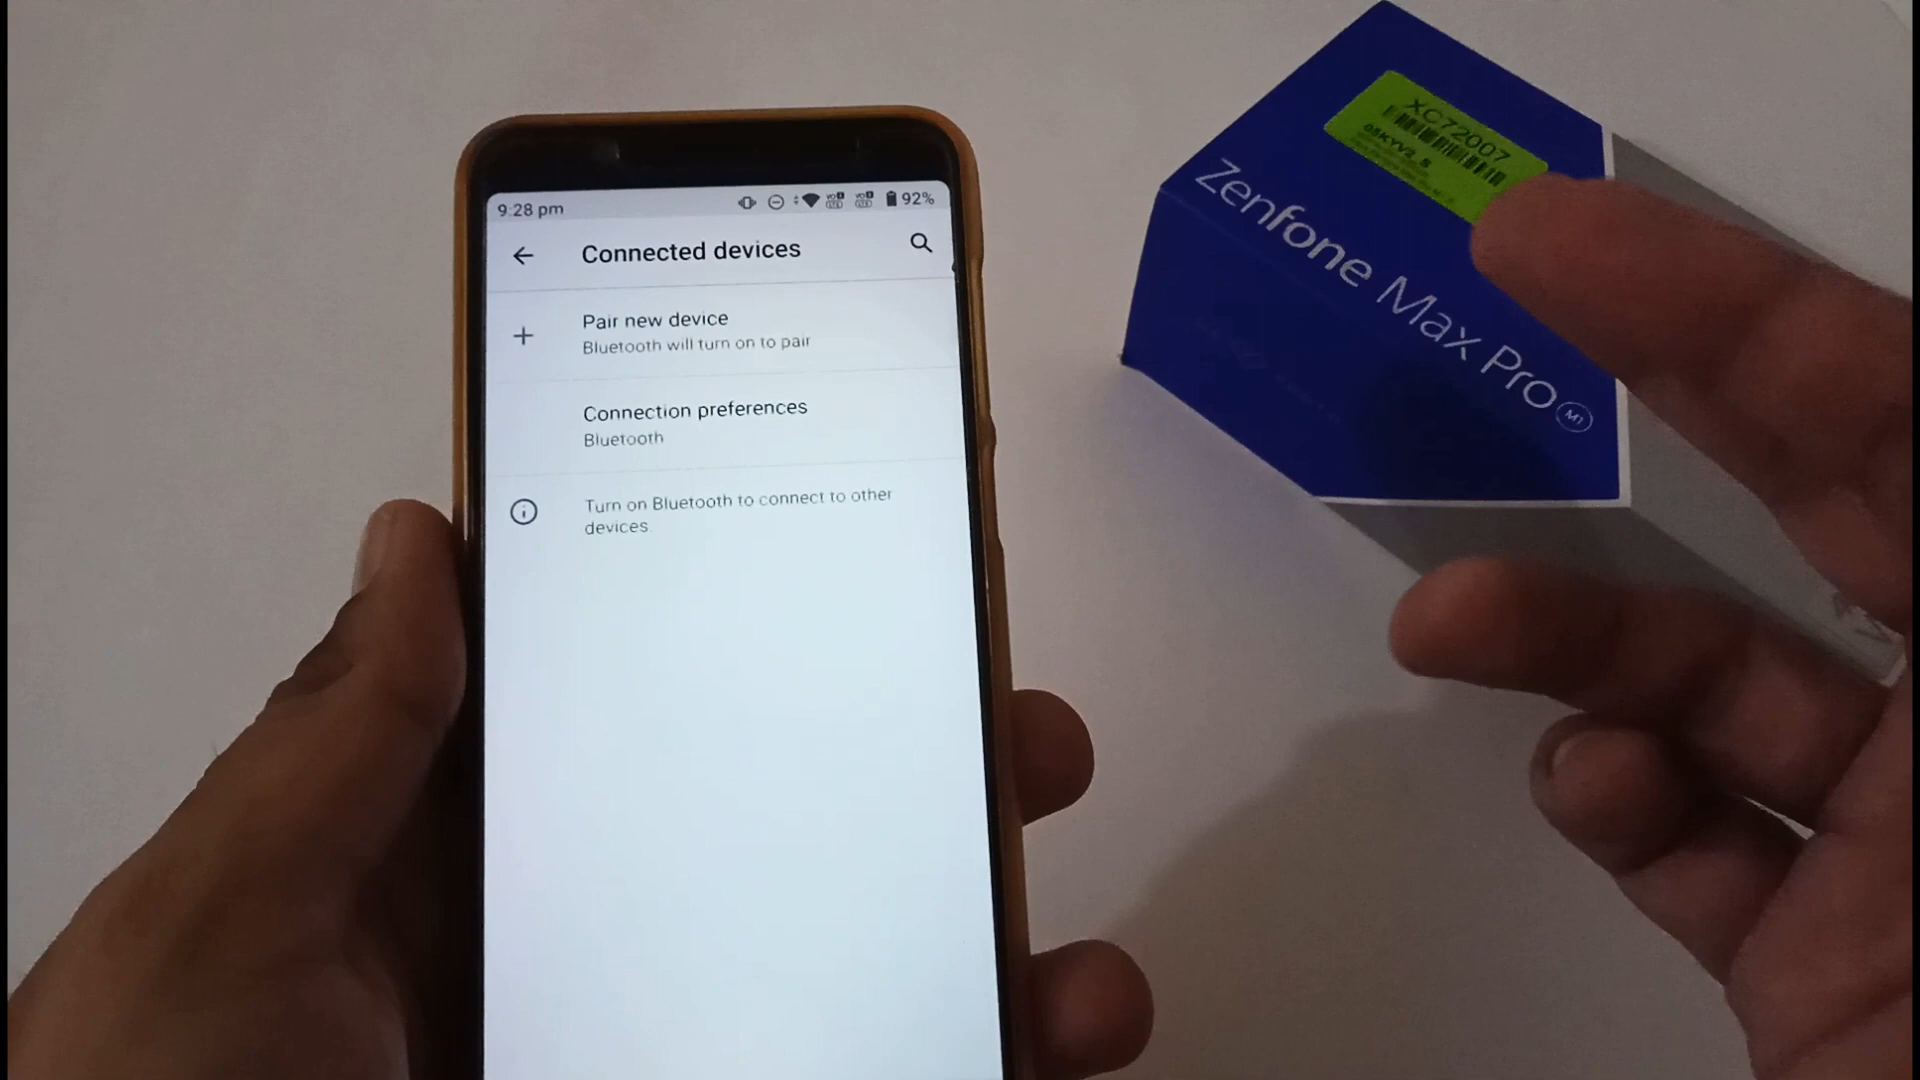 9:28 pm
92%
Connected devices
Pair new device
Bluetooth will turn on to pair
Connection preferences
Bluetooth
Turn on Bluetooth to connect to other
devices
XC72007
Zenfone Max Pro M1